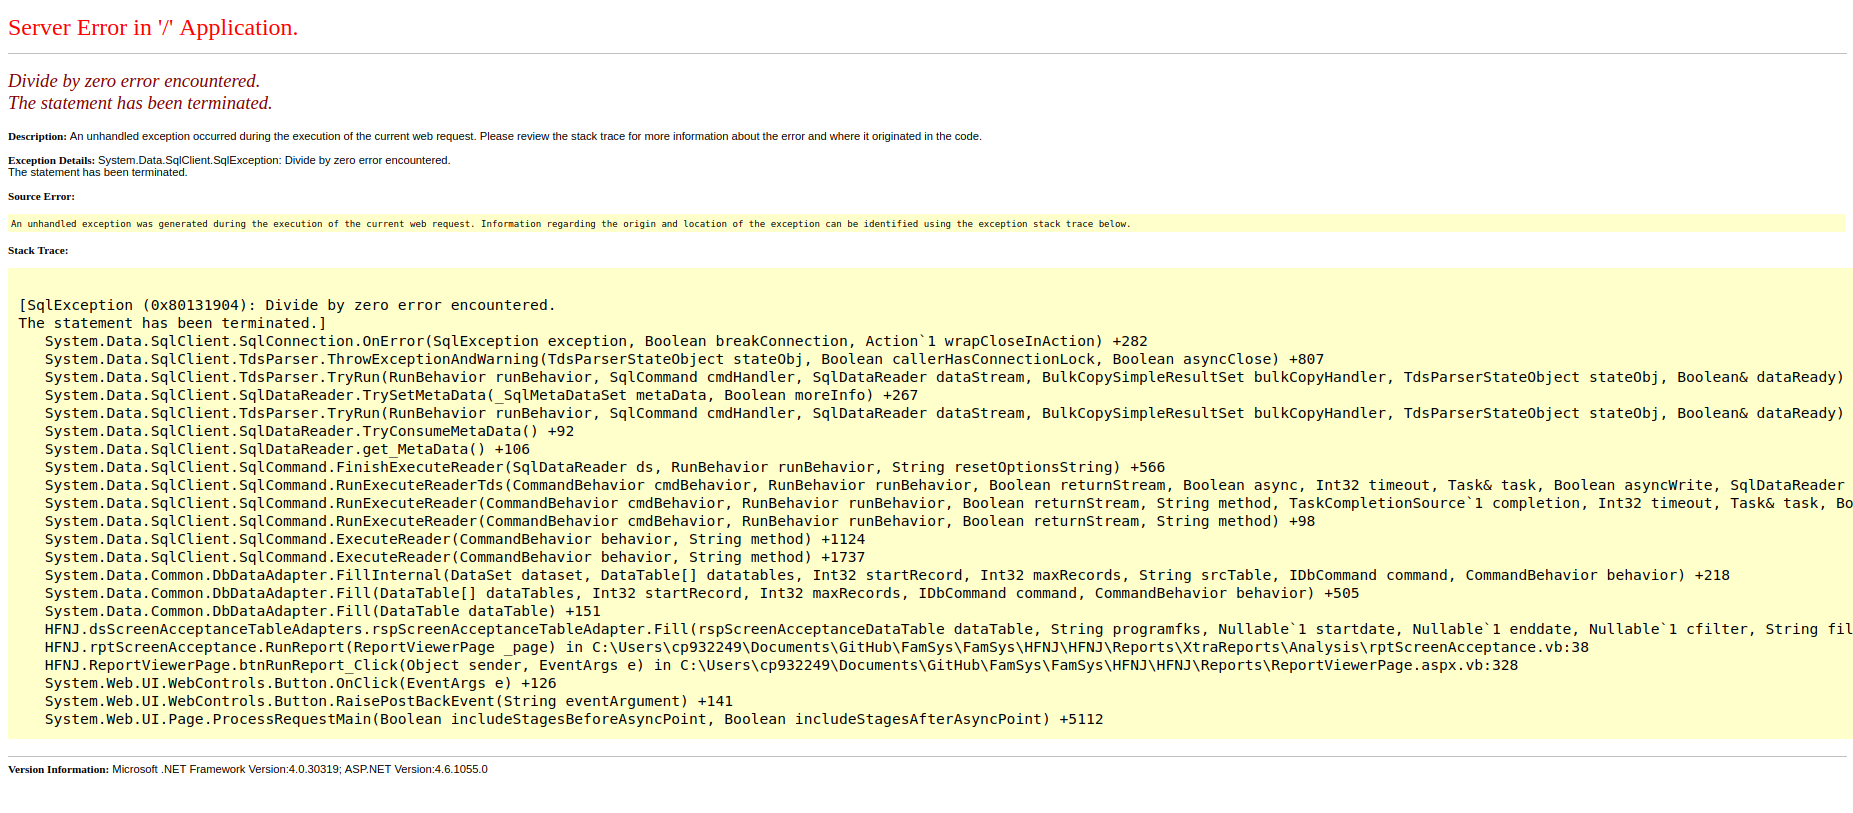 Server Error in '/' Application.
Divide by zero error encountered.
The statement has been terminated.
Description: An unhandled exception occurred during the execution of the current web request. Please review the stack trace for more information about the error and where it originated in the code.
Exception Details: System.Data.SqlClient.SqlException: Divide by zero error encountered.
The statement has been terminated.
Source Error:
An unhandled exception was generated during the execution of the current web request. Information regarding the origin and location of the exception can be identified using the exception stack trace below.
Stack Trace:
[SqlException (0x80131904): Divide by zero error encountered.
The statement has been terminated.]
System.Data.SqlClient.SqlConnection.OnError(SqlException exception, Boolean breakConnection, Action`1 wrapCloseInAction) +282
System.Data.SqlClient.TdsParser.ThrowExceptionAndWarning(TdsParserStateObject stateObj, Boolean callerHasConnectionLock, Boolean asyncClose) +807
System.Data.SqlClient.TdsParser.TryRun(RunBehavior runBehavior, SqlCommand cmdHandler, SqlDataReader dataStream, BulkCopySimpleResultSet bulkCopyHandler, TdsParserStateObject stateObj, Boolean& dataReady)
System.Data.SqlClient.SqlDataReader.TrySetMetaData(_SqlMetaDataSet metaData, Boolean moreInfo) +267
System.Data.SqlClient.TdsParser.TryRun(RunBehavior runBehavior, SqlCommand cmdHandler, SqlDataReader dataStream, BulkCopySimpleResultSet bulkCopyHandler, TdsParserStateObject stateObj, Boolean& dataReady)
System.Data.SqlClient.SqlDataReader.TryConsumeMetaData() +92
System.Data.SqlClient.SqlDataReader.get_MetaData() +106
System.Data.SqlClient.SqlCommand.FinishExecuteReader(SqlDataReader ds, RunBehavior runBehavior, String resetOptionsString) +566
System.Data.SqlClient.SqlCommand.RunExecuteReaderTds(CommandBehavior cmdBehavior, RunBehavior runBehavior, Boolean returnStream, Boolean async, Int32 timeout, Task& task, Boolean asyncWrite, SqlDataReader
System.Data.SqlClient.SqlCommand.RunExecuteReader(CommandBehavior cmdBehavior, RunBehavior runBehavior, Boolean returnStream, String method, TaskCompletionSource`1 completion, Int32 timeout, Task& task, Bo
System.Data.SqlClient.SqlCommand.RunExecuteReader(CommandBehavior cmdBehavior, RunBehavior runBehavior, Boolean returnStream, String method) +98
System.Data.SqlClient.SqlCommand.ExecuteReader(CommandBehavior behavior, String method) +1124
System.Data.SqlClient.SqlCommand.ExecuteReader(CommandBehavior behavior, String method) +1737
System.Data.Common.DbDataAdapter.FillInternal(DataSet dataset, DataTable[] datatables, Int32 startRecord, Int32 maxRecords, String srcTable, IDbCommand command, CommandBehavior behavior) +218
System.Data.Common.DbDataAdapter.Fill(DataTable[] dataTables, Int32 startRecord, Int32 maxRecords, IDbCommand command, CommandBehavior behavior) +505
System.Data.Common.DbDataAdapter.Fill(DataTable dataTable) +151
HFNJ.dsScreenAcceptanceTableAdapters.rspScreenAcceptanceTableAdapter.Fill(rspScreenAcceptanceDataTable dataTable, String programfks, Nullable`1 startdate, Nullable`1 enddate, Nullable`1 cfilter, String fil
HFNJ.rptScreenAcceptance.RunReport(ReportViewerPage _page) in C:\Users\cp932249\Documents\GitHub\FamSys\FamSys\HFNJ\HFNJ\Reports\XtraReports\Analysis\rptScreenAcceptance.vb:38
HFNJ.ReportViewerPage.btnRunReport_Click(Object sender, EventArgs e) in C:\Users\cp932249\Documents\GitHub\FamSys\FamSys\HFNJ\HFNJ\Reports\ReportViewerPage.aspx.vb:328
System.Web.UI.WebControls.Button.OnClick(EventArgs e) +126
System.Web.UI.WebControls.Button.RaisePostBackEvent(String eventArgument) +141
System.Web.UI.Page.ProcessRequestMain(Boolean includeStagesBeforeAsyncPoint, Boolean includeStagesAfterAsyncPoint) +5112
Version Information: Microsoft .NET Framework Version:4.0.30319; ASP.NET Version:4.6.1055.0